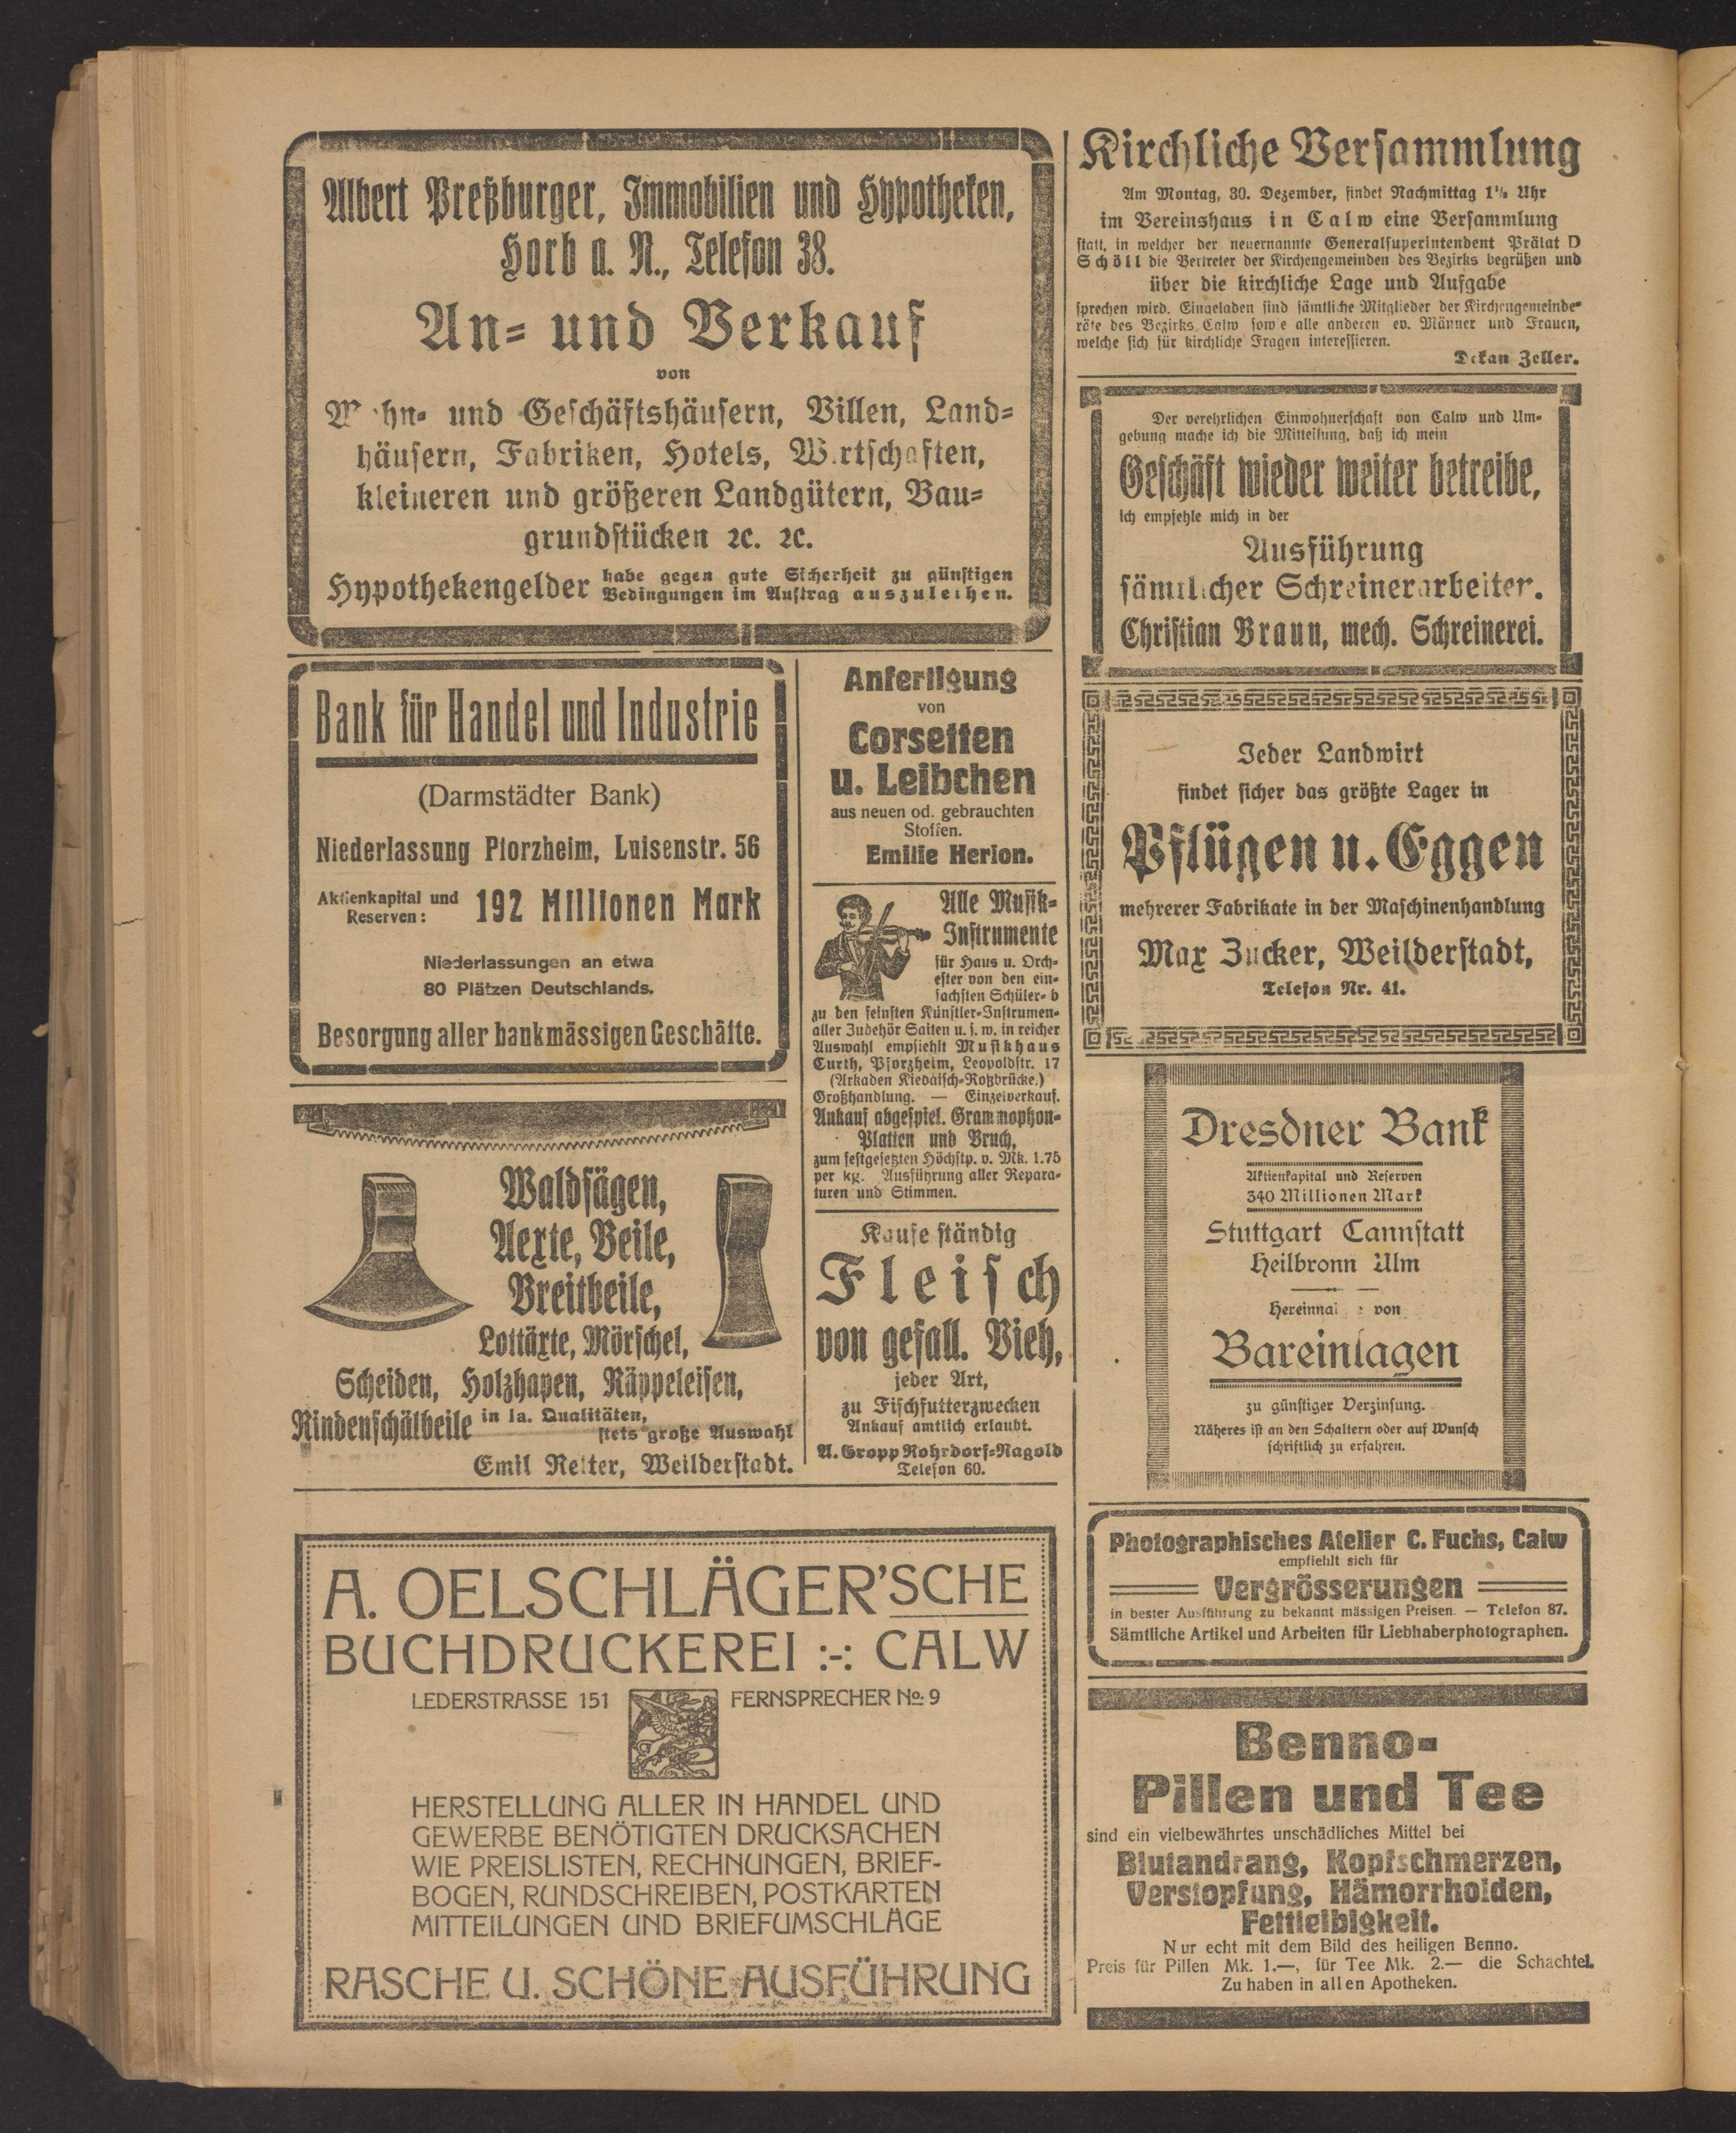 Albert Preßburger, Immobilien und Hypotheken,
Horb a. N., Telefon 38.
An- und Verkauf
von
Wohn- und Geschäftshäusern, Villen, Land-
häusern, Fabriken, Hotels, Wirtschaften,
kleineren und größeren Landgütern, Bau-
grundstücken ꝛc. ꝛc.
Hypothekengelder habe gegen gute Sicherheit zu günstigen
Bedingungen im Auftrag auszuleihen.
Bank für Handel und Industrie
(Darmstädter Bank)
Niederlassung Pforzheim, Luisenstr. 56
Aktienkapital und
Reserven: 192 Millionen Mark
Niederlassungen an etwa
80 Plätzen Deutschlands.
Besorgung aller bankmässigen Geschäfte.
Waldsägen,
Aexte, Beile,
Breitbeile,
Lottäxte, Mörschel,
Scheiden, Holzhapen, Räppeleisen,
Rindenschälbeile in Ia. Qualitäten,
stets große Auswahl
Emil Reiter, Weilderstadt.
Anfertigung
von
Corsetten
u. Leibchen
aus neuen od. gebrauchten
Stoffen.
Emilie Herion.
Alle Musik-
Instrumente
für Haus u. Orch-
ester von den ein-
fachsten Schüler- b
zu den feinsten Künstler-Instrumen-
aller Zubehör Saiten u. s. w. in reicher
Auswahl empfiehlt Musikhaus
Curth, Pforzheim, Leopoldstr. 17
(Arkaden Kiedaisch-Roßbrücke.)
Großhandlung. — Einzelverkauf.
Ankauf abgespiel. Grammophon-
Platten und Bruch,
zum festgesetzten Höchstp. v. Mk. 1.75
per kg. Ausführung aller Repara-
turen und Stimmen.
Kaufe ständig
Fleisch
von gefall. Vieh,
jeder Art,
zu Fischfutterzwecken
Ankauf amtlich erlaubt.
A. Gropp Rohrdorf-Nagold
Telefon 60.
A. OELSCHLÄGER'SCHE
BUCHDRUCKEREI :-: CALW
LEDERSTRASSE 151 FERNSPRECHER No. 9
HERSTELLUNG ALLER IN HANDEL UND
GEWERBE BENÖTIGTEN DRUCKSACHEN
WIE PREISLISTEN, RECHNUNGEN, BRIEF-
BOGEN, RUNDSCHREIBEN, POSTKARTEN
MITTEILUNGEN UND BRIEFUMSCHLÄGE
RASCHE U. SCHÖNE AUSFÜHRUNG
Kirchliche Versammlung
Am Montag, 30. Dezember, findet Nachmittag 1½ Uhr
im Vereinshaus in Calw eine Versammlung
statt, in welcher der neuernannte Generalsuperintendent Prälat D
Schöll die Vertreter der Kirchengemeinden des Bezirks begrüßen und
über die kirchliche Lage und Aufgabe
sprechen wird. Eingeladen sind sämtliche Mitglieder der Kirchengemeinde-
räte des Bezirks Calw sowie alle anderen ev. Männer und Frauen,
welche sich für kirchliche Fragen interessieren.
Dekan Zeller.
Der verehrlichen Einwohnerschaft von Calw und Um-
gebung mache ich die Mitteilung, daß ich mein
Geschäft wieder weiter betreibe,
ich empfehle mich in der
Ausführung
sämtlicher Schreinerarbeiten.
Christian Braun, mech. Schreinerei.
Jeder Landwirt
findet sicher das größte Lager in
Pflügen u. Eggen
mehrerer Fabrikate in der Maschinenhandlung
Max Zucker, Weilderstadt,
Telefon Nr. 41.
Dresdner Bank
Aktienkapital und Reserven
340 Millionen Mark
Stuttgart Cannstatt
Heilbronn Ulm
von
Bareinlagen
zu günstiger Verzinsung.
Näheres ist an den Schaltern oder auf Wunsch
schriftlich zu erfahren.
Photographisches Atelier C. Fuchs, Calw
empfiehlt sich für
Vergrösserungen
in bester Ausführung zu bekannt mässigen Preisen. — Telefon 87.
Sämtliche Artikel und Arbeiten für Liebhaberphotographen.
Benno-
Pillen und Tee
sind ein vielbewährtes unschädliches Mittel bei
Blutandrang, Kopfschmerzen,
Verstopfung, Hämorrhoiden,
Fettleibigkeit.
Nur echt mit dem Bild des heiligen Benno.
Preis für Pillen Mk. 1.—, für Tee Mk. 2.— die Schachtel.
Zu haben in allen Apotheken.